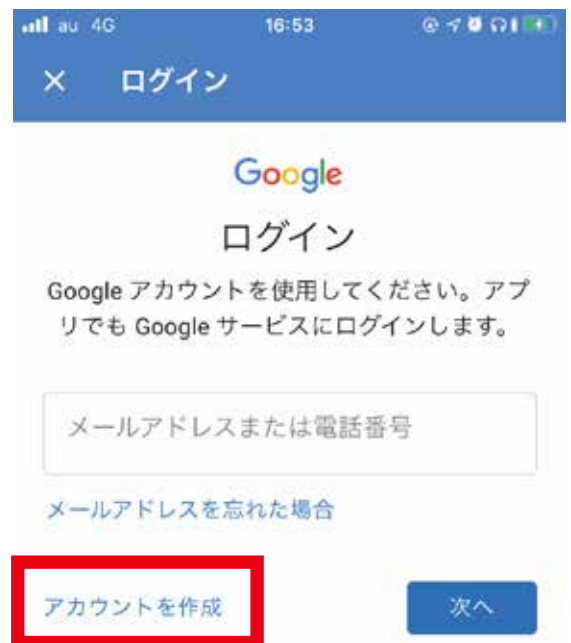 au 4G 16:53
× ログイン
Google
ログイン
Google アカウントを使用してください。アプ
リでも Google サービスにログインします。
メールアドレスまたは電話番号
メールアドレスを忘れた場合
アカウントを作成 次へ